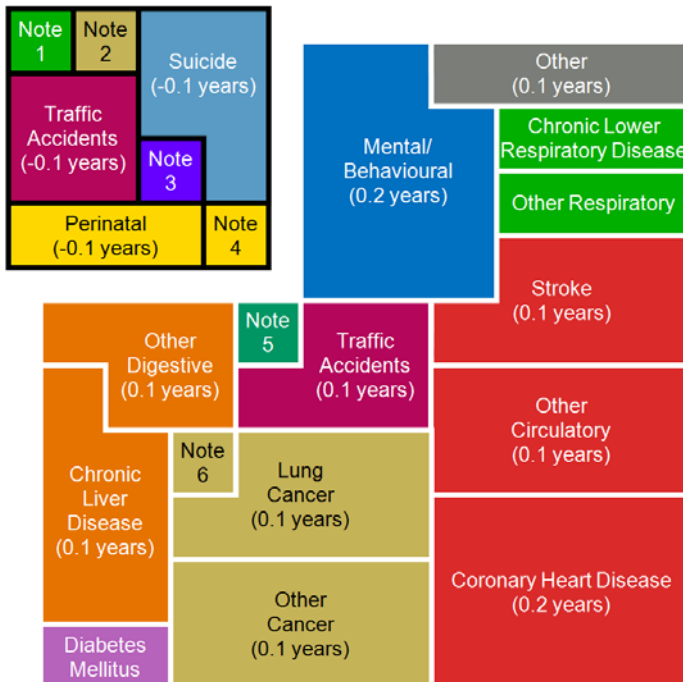 Note
1
Note
2
Suicide
(-0.1 years)
Traffic
Accidents
(-0.1 years)
Note
3
Perinatal
(-0.1 years)
Note
4
Other
(0.1 years)
Mental/
Behavioural
(0.2 years)
Chronic Lower
Respiratory Disease
Other Respiratory
Stroke
(0.1 years)
Other
Digestive
(0.1 years)
Note
5
Traffic
Accidents
(0.1 years)
Other
Circulatory
(0.1 years)
Chronic
Liver
Disease
(0.1 years)
Note
6
Lung
Cancer
(0.1 years)
Coronary Heart Disease
(0.2 years)
Other
Cancer
(0.1 years)
Diabetes
Mellitus